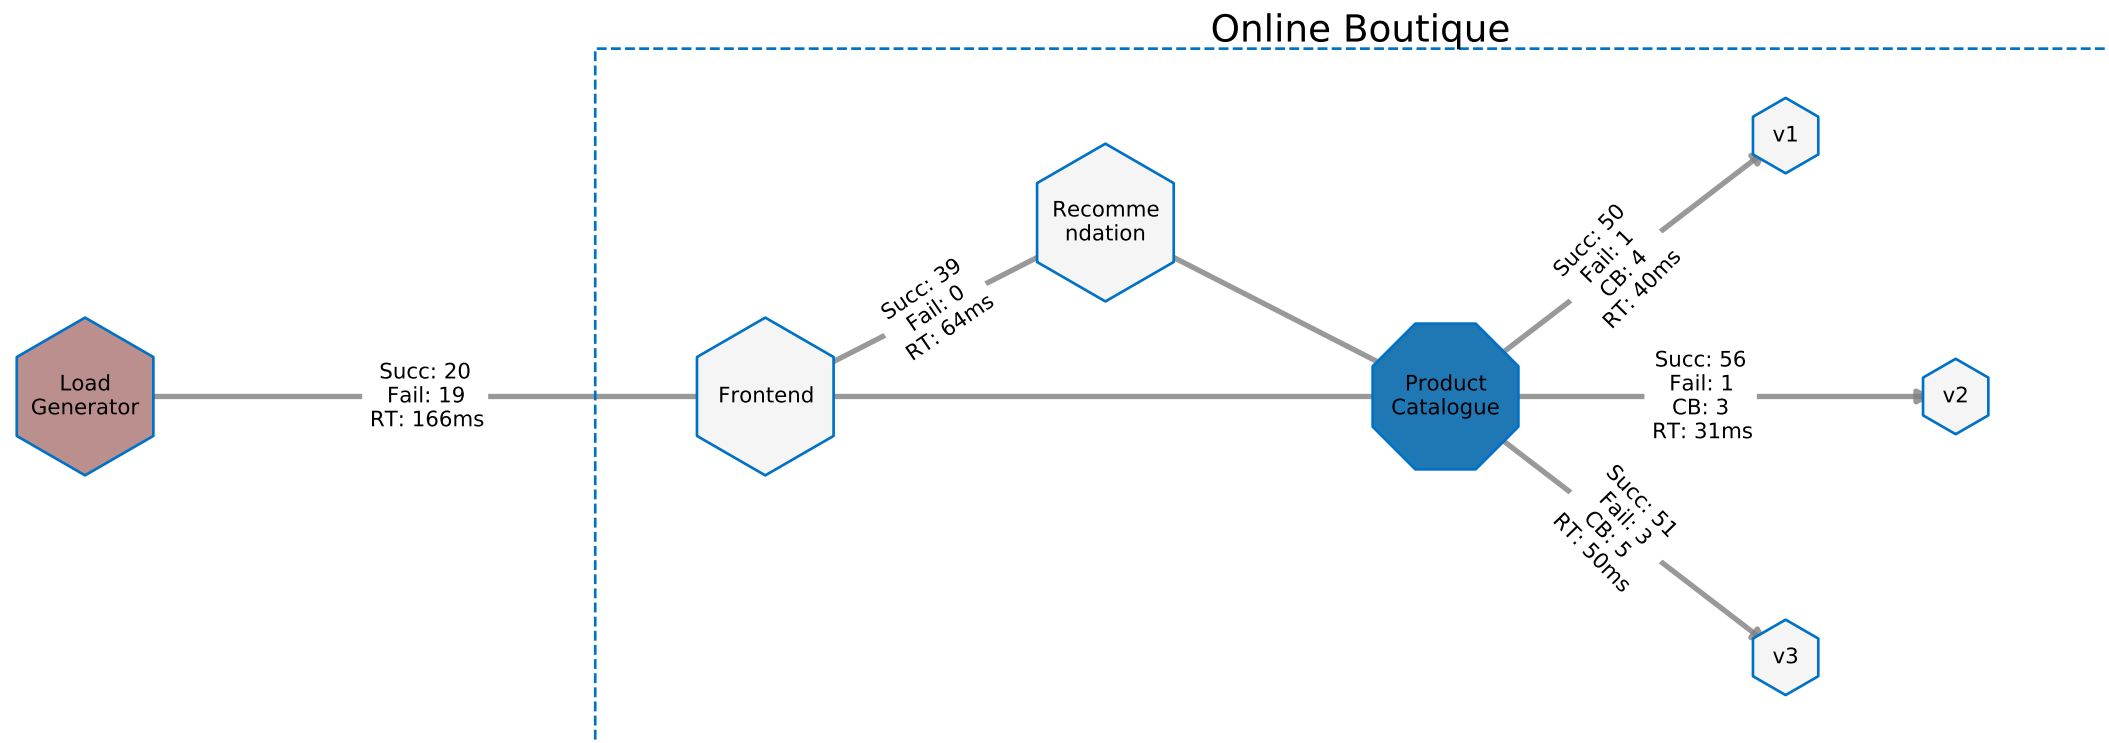 Online Boutique
Load
Generator
Succ: 20
Fail: 19
RT: 166ms
Frontend
Succ: 39
Fail: 0
RT: 64ms
Recomme
ndation
Product
Catalogue
Succ: 50
Fail: 1
CB: 4
RT: 40ms
v1
Succ: 56
Fail: 1
CB: 3
RT: 31ms
v2
Succ: 51
Fail: 3
CB: 5
RT: 50ms
v3